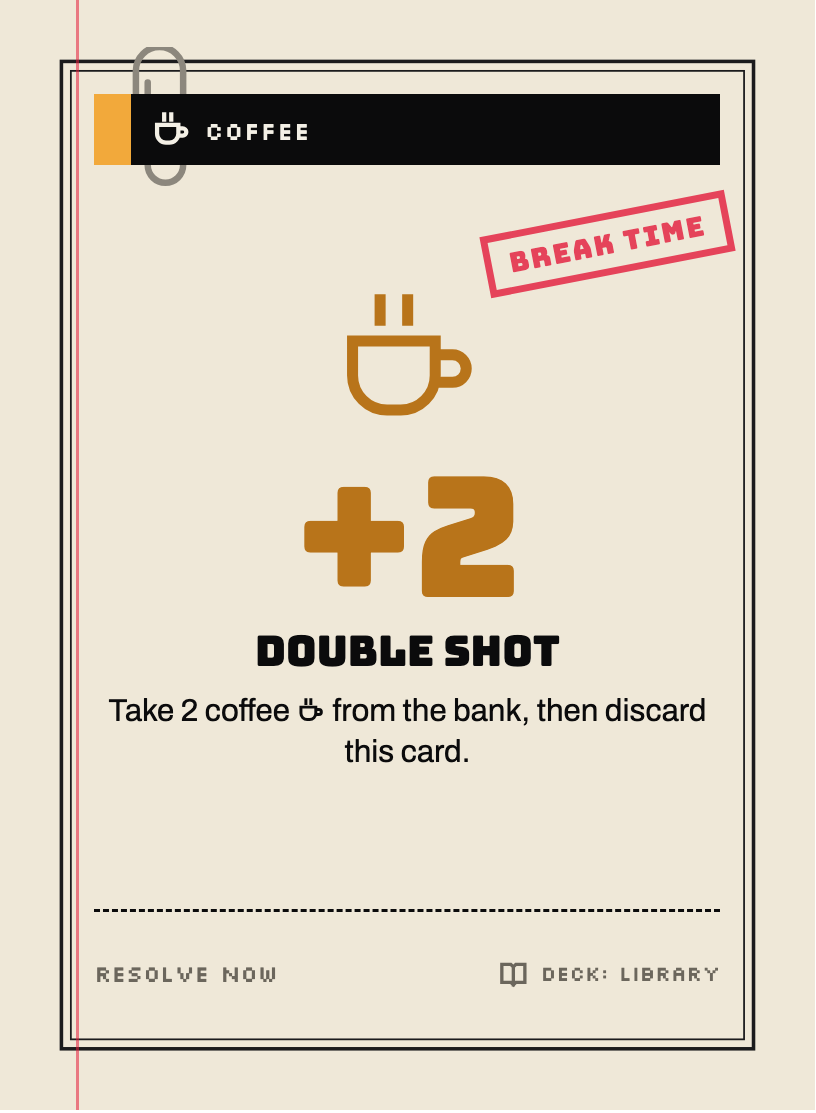 COFFEE
BREAK TIME
+2
DOUBLE SHOT
Take 2 coffee from the bank, then discard
this card.
RESOLVE NOW
DECK: LIBRARY